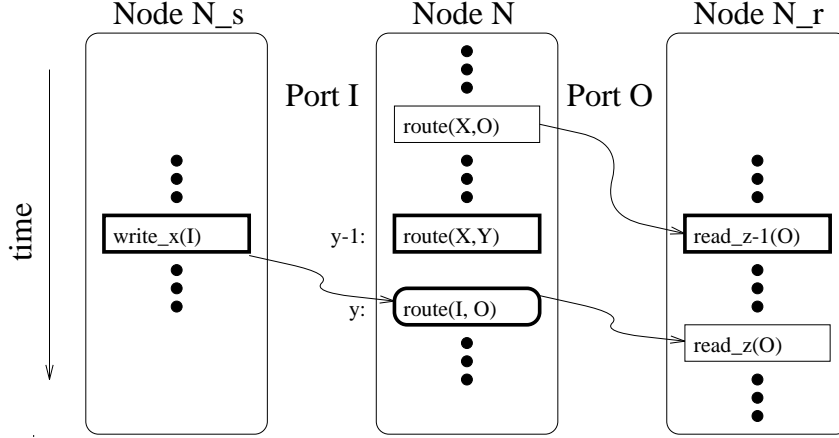 Node N_s
Node N
Node N_r
Port I
Port O
route(X,O)
time
write_x(I)
y-1:
route(X,Y)
read_z-1(O)
y:
route(I, O)
read_z(O)